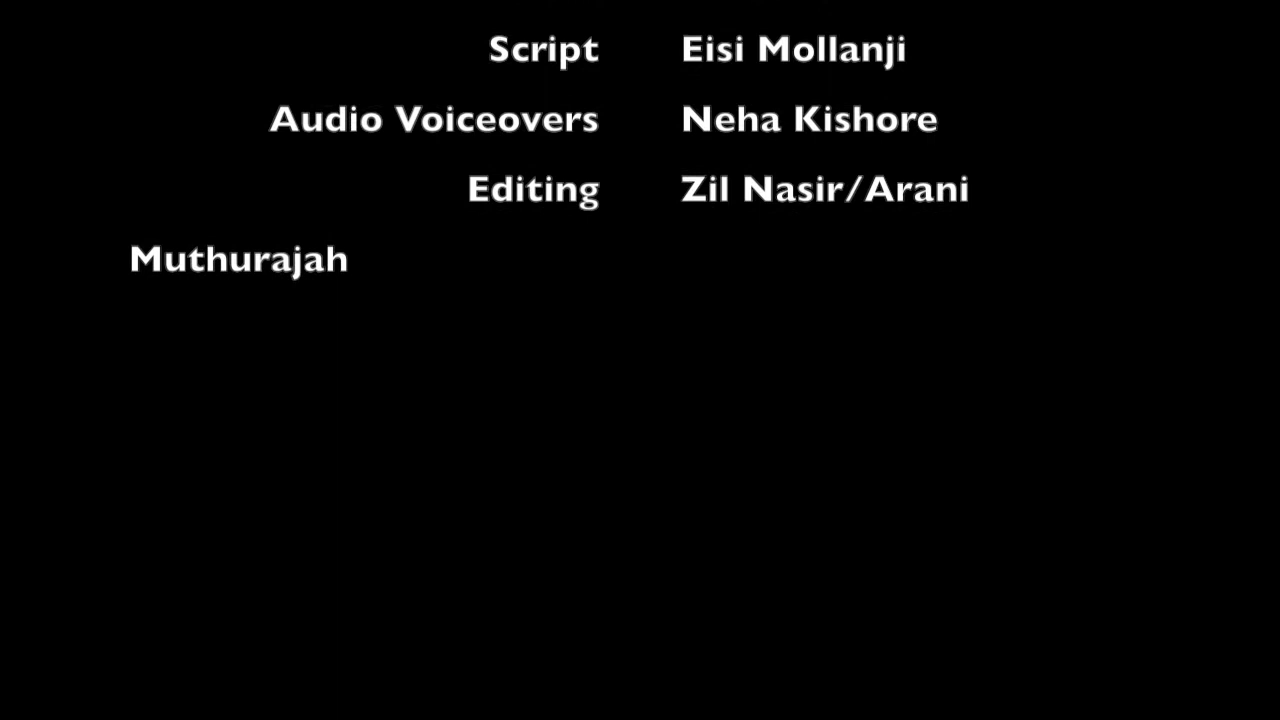 Script Eisi Mollanji
Audio Voiceovers Neha Kishore
Editing Zil Nasir/Arani
Muthurajah